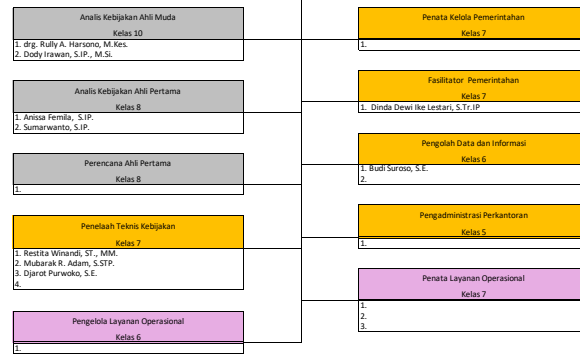 Analis Kebijakan Ahli Muda
Kelas 10
1. drg. Rully A. Harsono, M.Kes.
2. Dody Irawan, S.IP., M.Si.
Analis Kebijakan Ahli Pertama
Kelas 8
1. Anissa Femila, S.IP.
2. Sumarwanto, S.IP.
Perencana Ahli Pertama
Kelas 8
1.
Penelaah Teknis Kebijakan
Kelas 7
1. Restita Winandi, ST., MM.
2. Mubarak R. Adam, S.STP.
3. Djarot Purwoko, S.E.
4.
Pengelola Layanan Operasional
Kelas 6
1.
Penata Kelola Pemerintahan
Kelas 7
1.
Fasilitator Pemerintahan
Kelas 7
1. Dinda Dewi Ike Lestari, S.Tr.IP
Pengolah Data dan Informasi
Kelas 6
1. Budi Suroso, S.E.
2.
Pengadministrasi Perkantoran
Kelas 5
1.
Penata Layanan Operasional
Kelas 7
1.
2.
3.